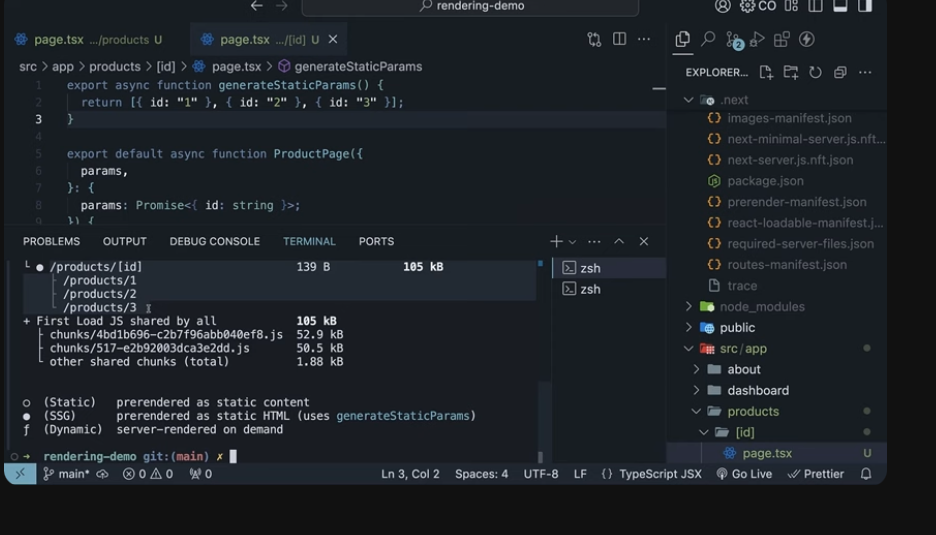 rendering-demo
CO
page.tsx .../products U
page.tsx .../[id] U
src > app > products > [id] > page.tsx > generateStaticParams
1 export async function generateStaticParams() {
2 return [{ id: "1" }, { id: "2" }, { id: "3" }];
3 }
4
5 export default async function ProductPage({
6 params,
7 }: {
8 params: Promise<{ id: string }>;
9 }) {
PROBLEMS OUTPUT DEBUG CONSOLE TERMINAL PORTS
/products/[id] 139 B 105 kB
/products/1
/products/2
/products/3
+ First Load JS shared by all 105 kB
chunks/4bd1b696-c2b7f96abb040ef8.js 52.9 kB
chunks/517-e2b92003dca3e2dd.js 50.5 kB
other shared chunks (total) 1.88 kB
○ (Static) prerendered as static content
● (SSG) prerendered as static HTML (uses generateStaticParams)
ƒ (Dynamic) server-rendered on demand
rendering-demo git:(main) ✗
zsh
zsh
2
EXPLORER...
.next
images-manifest.json
next-minimal-server.js.nft...
next-server.js.nft.json
package.json
prerender-manifest.json
react-loadable-manifest.j...
required-server-files.json
routes-manifest.json
trace
node_modules
public
src/app
about
dashboard
products
[id]
page.tsx U
main* 0 0 0 Ln 3, Col 2 Spaces: 4 UTF-8 LF {} TypeScript JSX Go Live Prettier